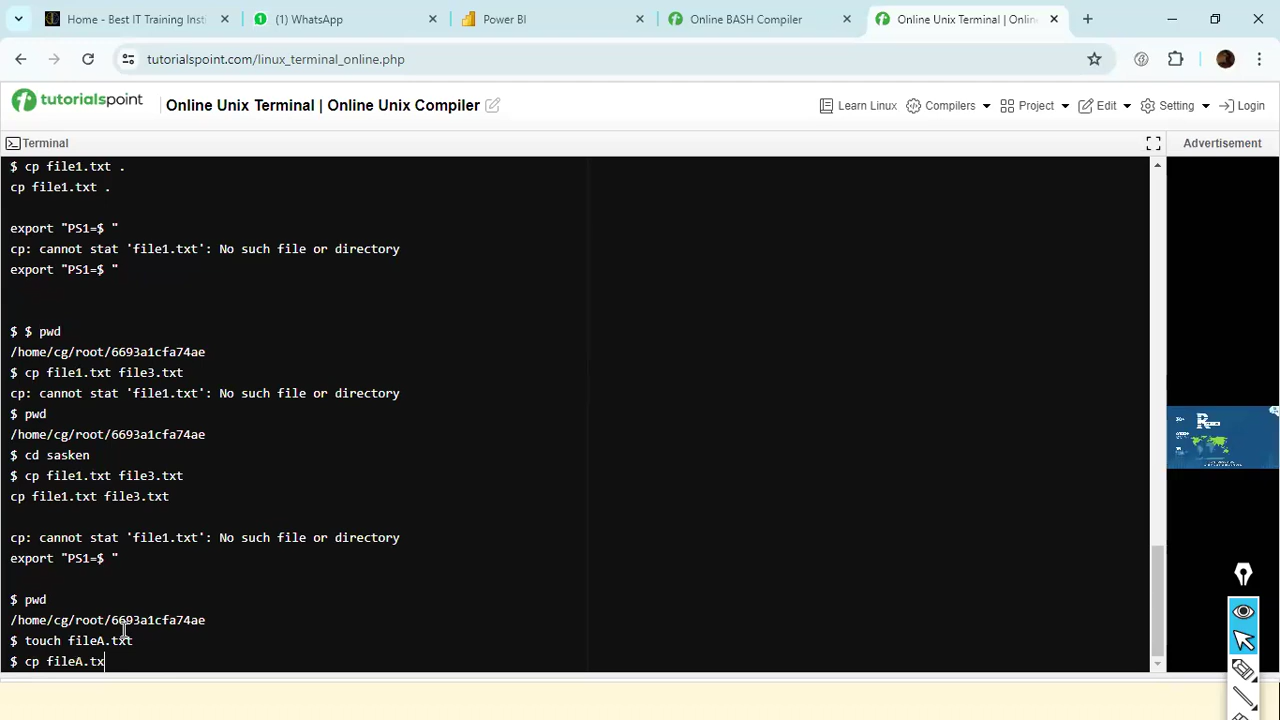 Home - Best IT Training Insti
(1) WhatsApp
Power BI
Online BASH Compiler
Online Unix Terminal | Onlin
tutorialspoint.com/linux_terminal_online.php
tutorialspoint
Online Unix Terminal | Online Unix Compiler
Learn Linux
Compilers
Project
Edit
Setting
Login
Terminal
Advertisement
$ cp file1.txt .
cp file1.txt .
export "PS1=$ "
cp: cannot stat 'file1.txt': No such file or directory
export "PS1=$ "
$ $ pwd
/home/cg/root/6693a1cfa74ae
$ cp file1.txt file3.txt
cp: cannot stat 'file1.txt': No such file or directory
$ pwd
/home/cg/root/6693a1cfa74ae
$ cd sasken
$ cp file1.txt file3.txt
cp file1.txt file3.txt
cp: cannot stat 'file1.txt': No such file or directory
export "PS1=$ "
$ pwd
/home/cg/root/6693a1cfa74ae
$ touch fileA.txt
$ cp fileA.tx